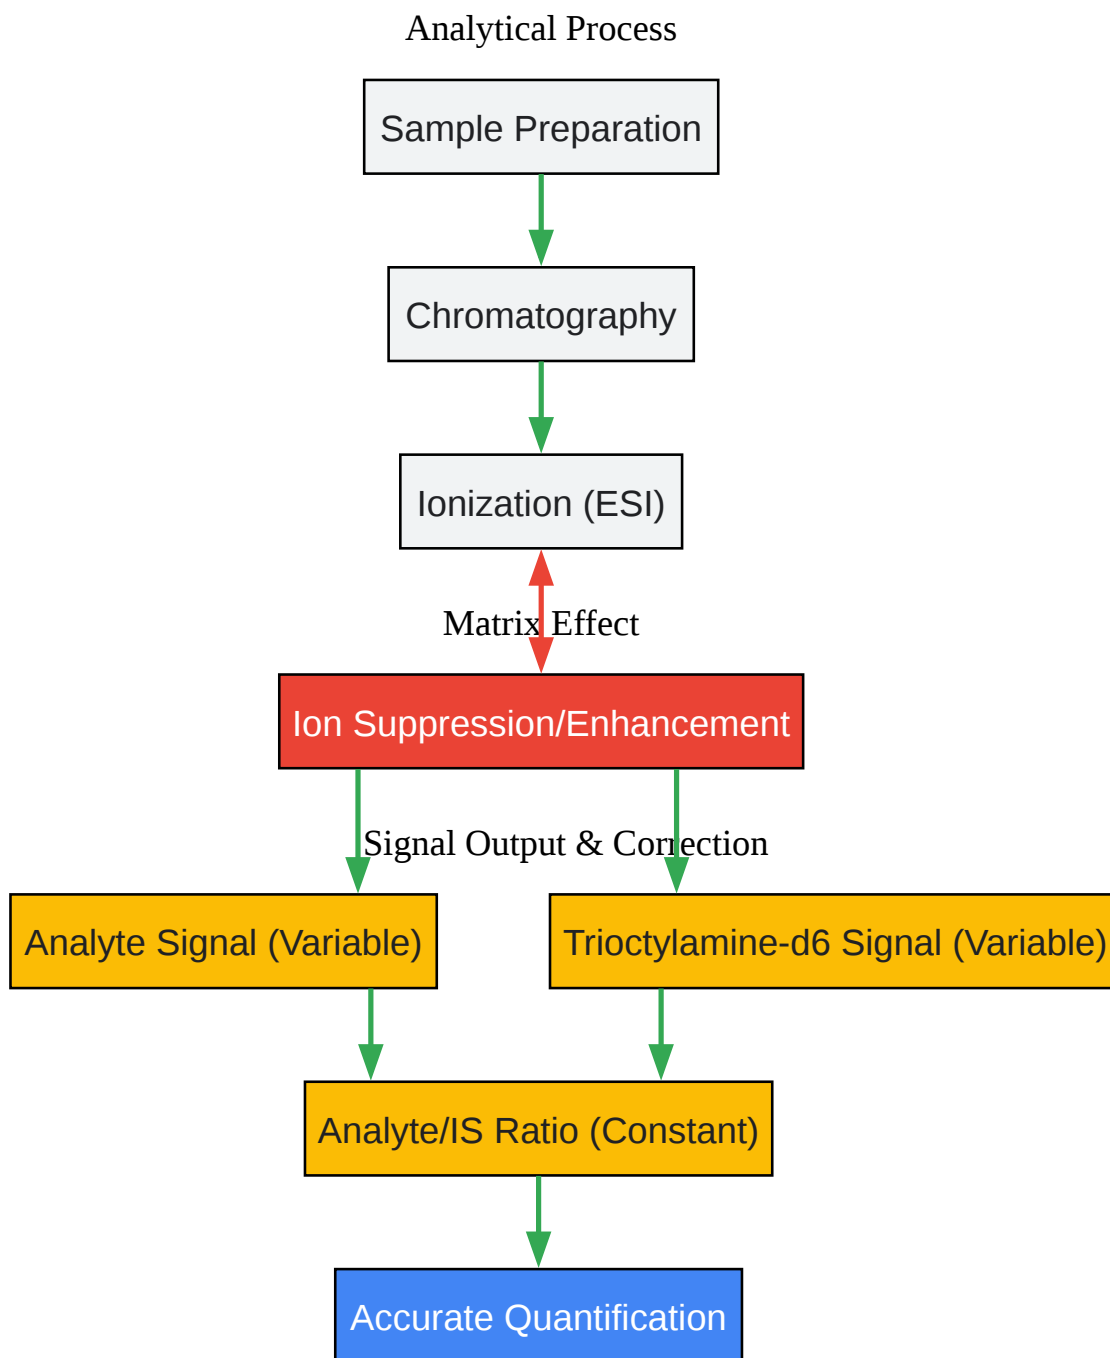 Analytical Process
Sample Preparation
Chromatography
Ionization (ESI)
Matrix Effect
Ion Suppression/Enhancement
Signal Output & Correction
Analyte Signal (Variable)
Trioctylamine-d6 Signal (Variable)
Analyte/IS Ratio (Constant)
Accurate Quantification